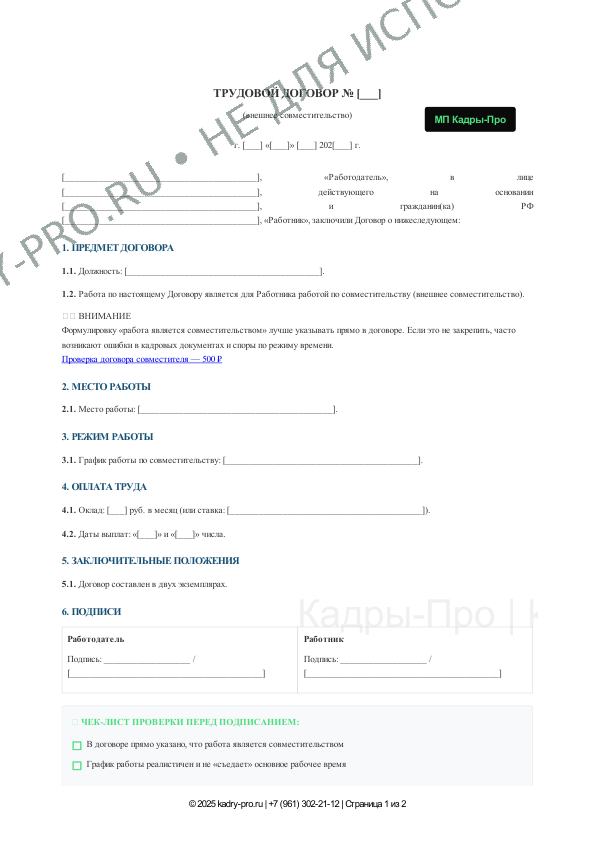 Y-PRO.RU • НЕ ДЛЯ ИСПО
ТРУДОВОЙ ДОГОВОР № [___]
(внешнее совместительство)
МП Кадры-Про
г. [___] «[___]» [___] 202[___] г.
[________________________________________], «Работодатель», в лице
[________________________________________], действующего на основании
[________________________________________], и гражданин(ка) РФ
[________________________________________], «Работник», заключили Договор о нижеследующем:
1. ПРЕДМЕТ ДОГОВОРА
1.1. Должность: [________________________________________].
1.2. Работа по настоящему Договору является для Работника работой по совместительству (внешнее совместительство).
ВНИМАНИЕ
Формулировку «работа является совместительством» лучше указывать прямо в договоре. Если это не закрепить, часто
возникают ошибки в кадровых документах и споры по режиму времени.
Проверка договора совместителя — 500 ₽
2. МЕСТО РАБОТЫ
2.1. Место работы: [________________________________________].
3. РЕЖИМ РАБОТЫ
3.1. График работы по совместительству: [________________________________________].
4. ОПЛАТА ТРУДА
4.1. Оклад: [___] руб. в месяц (или ставка: [________________________________________]).
4.2. Даты выплат: «[___]» и «[___]» числа.
5. ЗАКЛЮЧИТЕЛЬНЫЕ ПОЛОЖЕНИЯ
5.1. Договор составлен в двух экземплярах.
Кадры-Про |
6. ПОДПИСИ
Работодатель
Подпись: ____________________ /
[________________________________________]
Работник
Подпись: ____________________ /
[________________________________________]
ЧЕК-ЛИСТ ПРОВЕРКИ ПЕРЕД ПОДПИСАНИЕМ:
В договоре прямо указано, что работа является совместительством
График работы реалистичен и не «съедает» основное рабочее время
© 2025 kadry-pro.ru | +7 (961) 302-21-12 | Страница 1 из 2